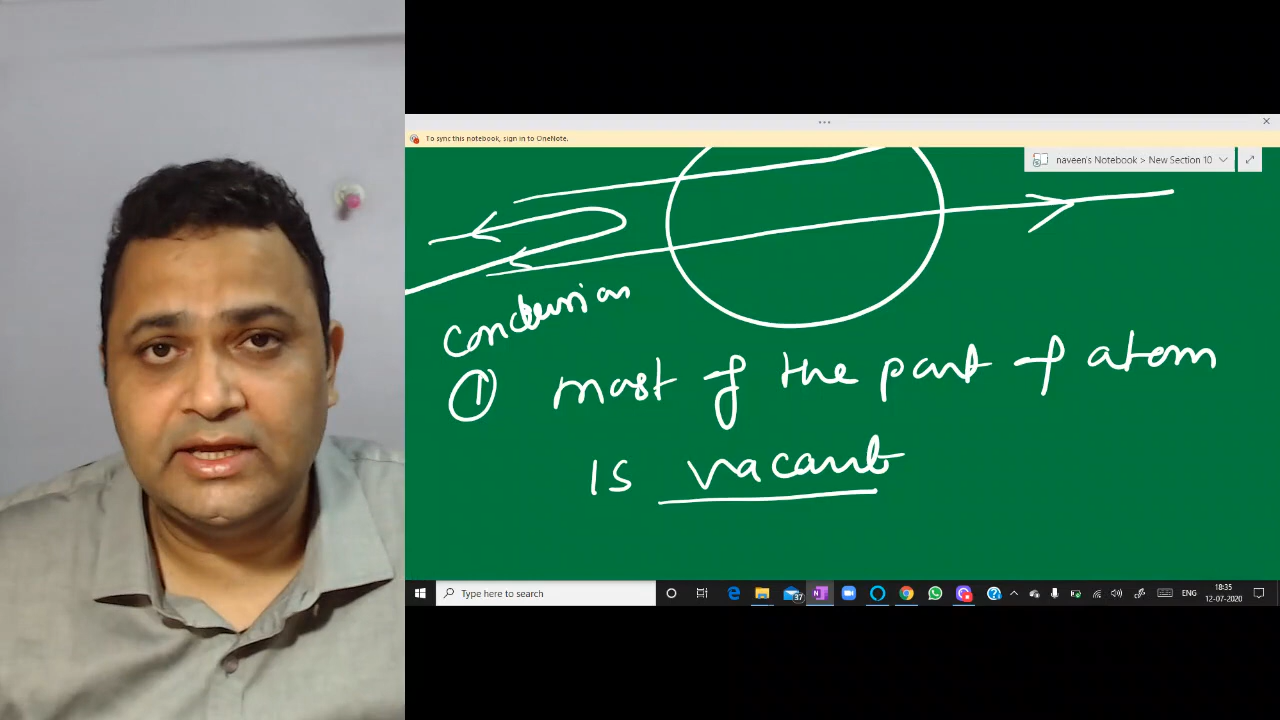 To sync this notebook, sign in to OneNote.
naveen's Notebook > New Section 10
Conclusion
① most of the part of atom
is vacant
Type here to search
37
ENG
18:35
12-07-2020